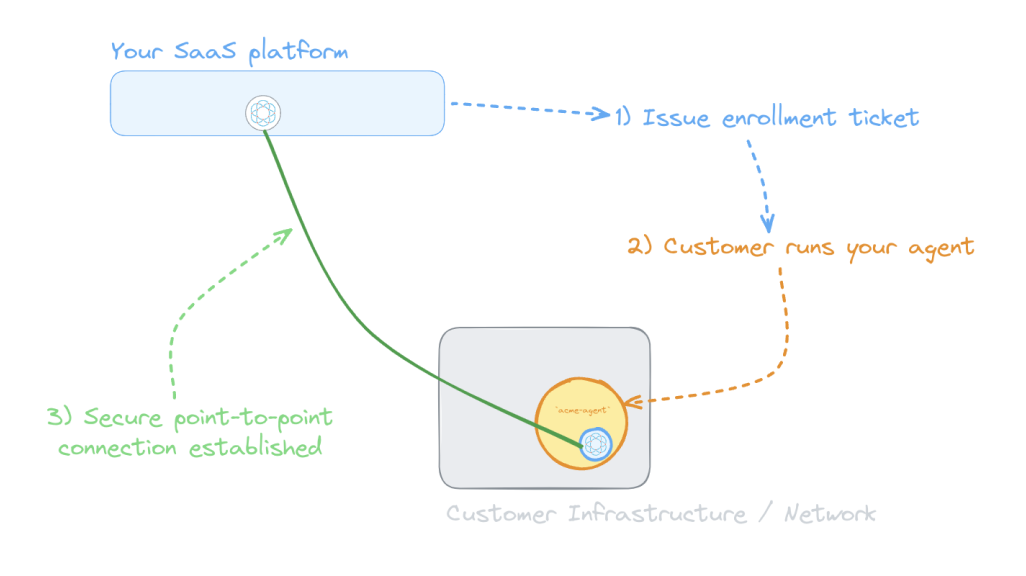 Your SaaS platform
1) Issue enrollment ticket
2) Customer runs your agent
"acme-agent"
3) Secure point-to-point
connection established
Customer Infrastructure / Network